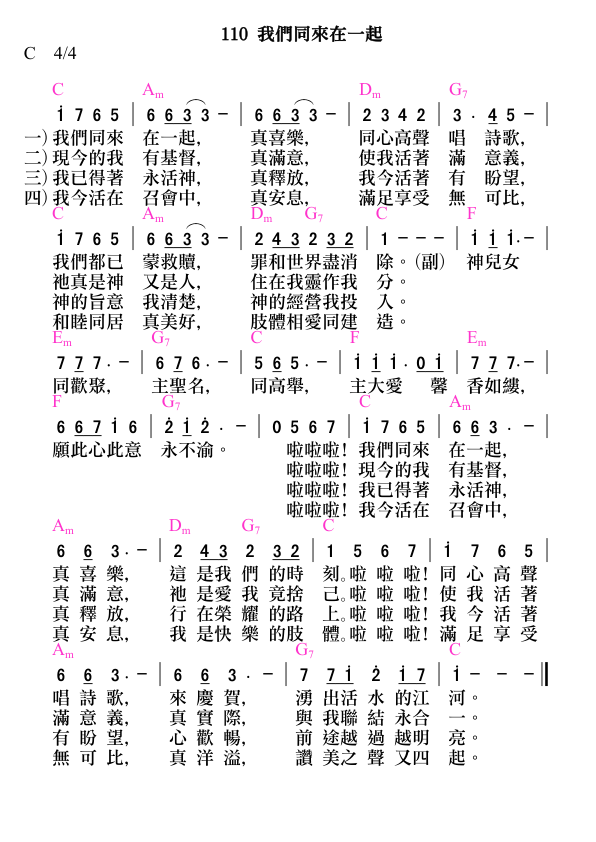 110 我們同來在一起
C 4/4
C Am Dm G7
i 7 6 5 | 6 6 3 3 – | 6 6 3 3 – | 2 3 4 2 | 3 . 4 5 – |
一)我們同來 在一起, 真喜樂, 同心高聲 唱 詩歌,
二)現今的我 有基督, 真滿意, 使我活著 滿 意義,
三)我已得著 永活神, 真釋放, 我今活著 有 盼望,
四)我今活在 召會中, 真安息, 滿足享受 無 可比,
C Am Dm G7 C F
i 7 6 5 | 6 6 3 3 – | 2 4 3 2 3 2 | 1 – – – | i i i. – |
我們都已 蒙救贖, 罪和世界盡消 除。(副) 神兒女
祂真是神 又是人, 住在我靈作我 分。
神的旨意 我清楚, 神的經營我投 入。
和睦同居 真美好, 肢體相愛同建 造。
Em G7 C F Em
7 7 7 . – | 6 7 6 . – | 5 6 5 . – | i i i . 0 i | 7 7 7. – |
同歡聚, 主聖名, 同高舉, 主大愛 馨 香如縷,
F G7 C Am
6 6 7 i 6 | 2 i 2 . – | 0 5 6 7 | i 7 6 5 | 6 6 3 . – |
願此心此意 永不渝。 啦啦啦! 我們同來 在一起,
啦啦啦! 現今的我 有基督,
啦啦啦! 我已得著 永活神,
啦啦啦! 我今活在 召會中,
Am Dm G7 C
6 6 3 . – | 2 4 3 2 3 2 | 1 5 6 7 | i 7 6 5 |
真 喜 樂, 這 是我 們 的時 刻。啦 啦 啦! 同 心 高 聲
真 滿 意, 祂 是愛 我 竟捨 己。啦 啦 啦! 使 我 活 著
真 釋 放, 行 在榮 耀 的路 上。啦 啦 啦! 我 今 活 著
真 安 息, 我 是快 樂 的肢 體。啦 啦 啦! 滿 足 享 受
Am G7 C
6 6 3 . – | 6 6 3 . – | 7 7 i 2 i 7 | i – – – ‖
唱 詩 歌, 來 慶 賀, 湧 出活 水 的江 河。
滿 意 義, 真 實 際, 與 我聯 結 永合 一。
有 盼 望, 心 歡 暢, 前 途越 過 越明 亮。
無 可 比, 真 洋 溢, 讚 美之 聲 又四 起。